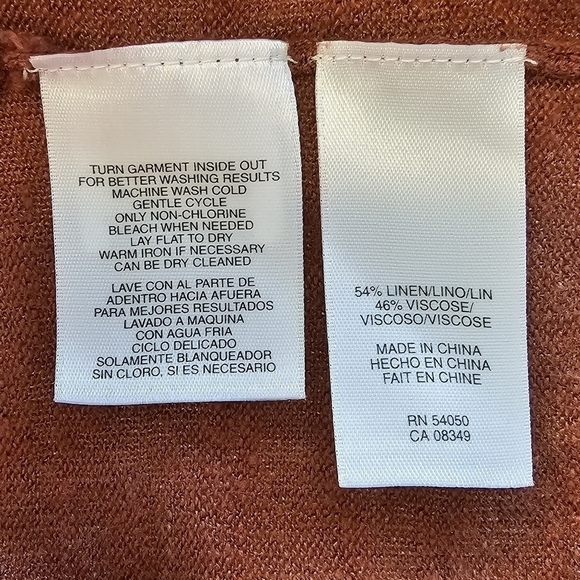 TURN GARMENT INSIDE OUT
FOR BETTER WASHING RESULTS
MACHINE WASH COLD
GENTLE CYCLE
ONLY NON-CHLORINE
BLEACH WHEN NEEDED
LAY FLAT TO DRY
WARM IRON IF NECESSARY
CAN BE DRY CLEANED
LAVE CON AL PARTE DE
ADENTRO HACIA AFUERA
PARA MEJORES RESULTADOS
LAVADO A MAQUINA
CON AGUA FRIA
CICLO DELICADO
SOLAMENTE BLANQUEADOR
SIN CLORO, SI ES NECESARIO
54% LINEN/LINO/LIN
46% VISCOSE/
VISCOSO/VISCOSE
MADE IN CHINA
HECHO EN CHINA
FAIT EN CHINE
RN 54050
CA 08349